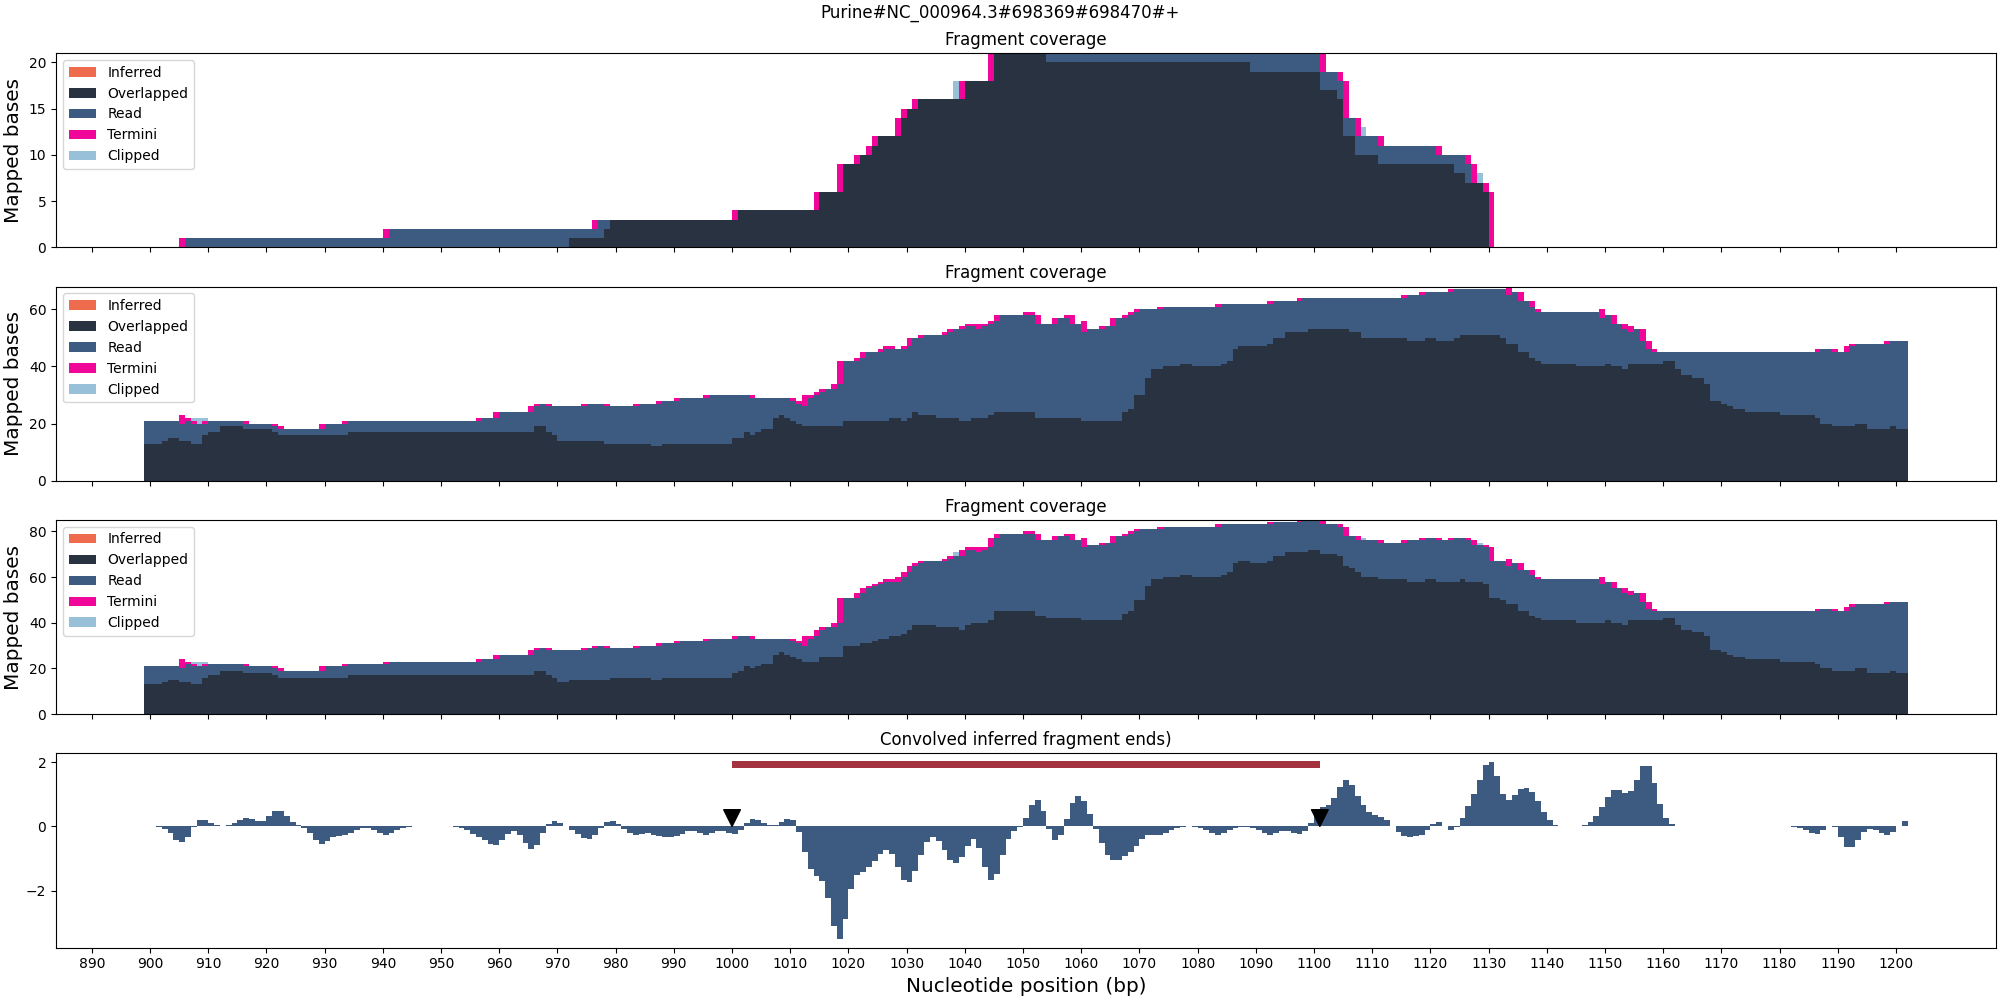 Purine#NC_000964.3#698369#698470#+
Fragment coverage
Mapped bases
20
15
10
5
0
Inferred
Overlapped
Read
Termini
Clipped
Fragment coverage
Mapped bases
60
40
20
0
Inferred
Overlapped
Read
Termini
Clipped
Fragment coverage
Mapped bases
80
60
40
20
0
Inferred
Overlapped
Read
Termini
Clipped
Convolved inferred fragment ends)
2
0
−2
890 900 910 920 930 940 950 960 970 980 990 1000 1010 1020 1030 1040 1050 1060 1070 1080 1090 1100 1110 1120 1130 1140 1150 1160 1170 1180 1190 1200
Nucleotide position (bp)